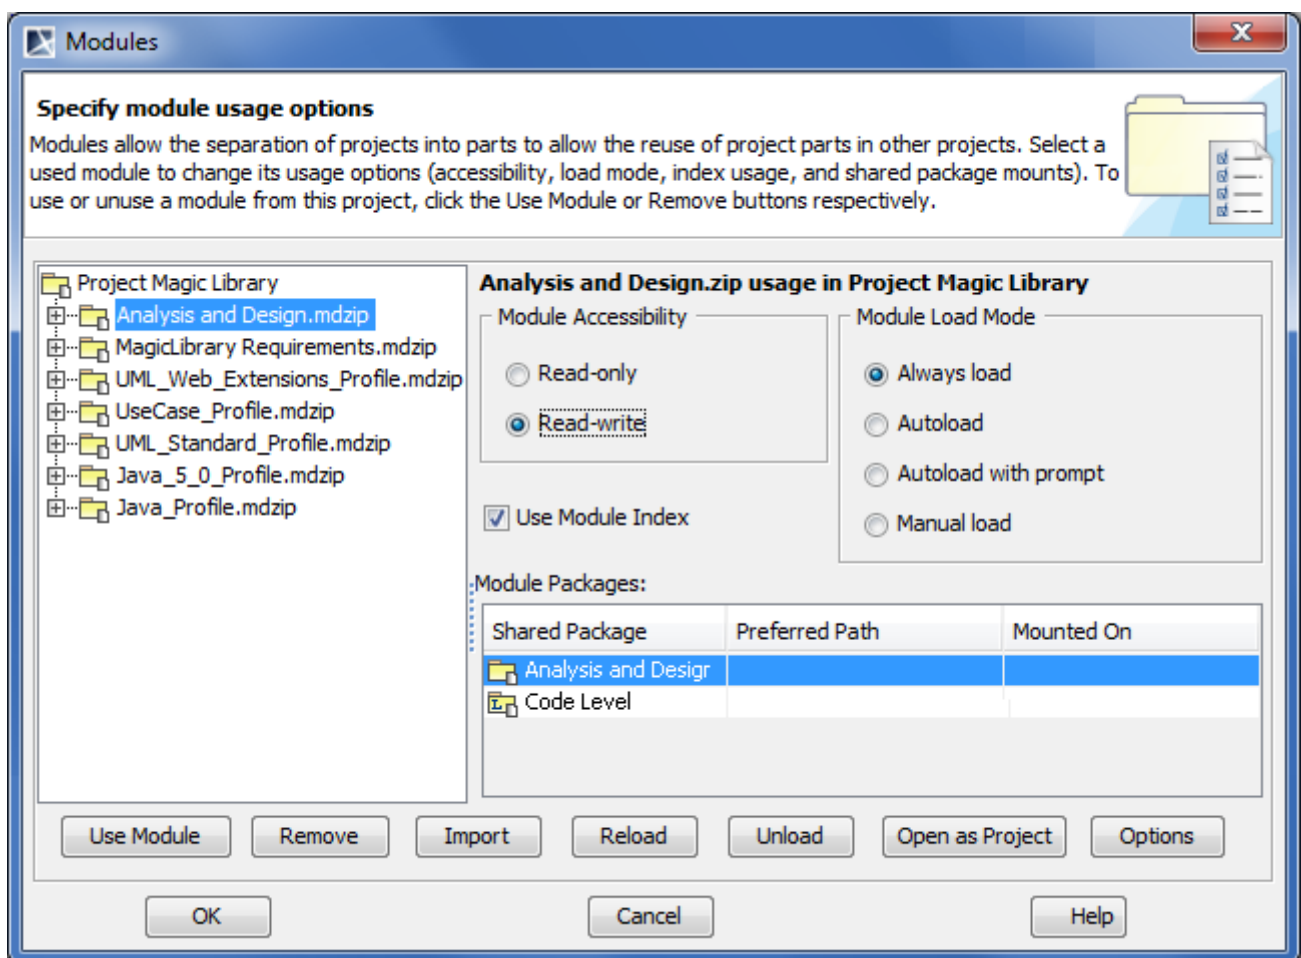 Modules
Specify module usage options
Modules allow the separation of projects into parts to allow the reuse of project parts in other projects. Select a
used module to change its usage options (accessibility, load mode, index usage, and shared package mounts). To
use or unuse a module from this project, click the Use Module or Remove buttons respectively.
Project Magic Library
Analysis and Design.mdzip
MagicLibrary Requirements.mdzip
UML_Web_Extensions_Profile.mdzip
UseCase_Profile.mdzip
UML_Standard_Profile.mdzip
Java_5_0_Profile.mdzip
Java_Profile.mdzip
Analysis and Design.zip usage in Project Magic Library
Module Accessibility
Read-only
Read-write
Use Module Index
Module Load Mode
Always load
Autoload
Autoload with prompt
Manual load
Module Packages:
Shared Package Preferred Path Mounted On
Analysis and Desigr
Code Level
Use Module Remove Import Reload Unload Open as Project Options
OK Cancel Help